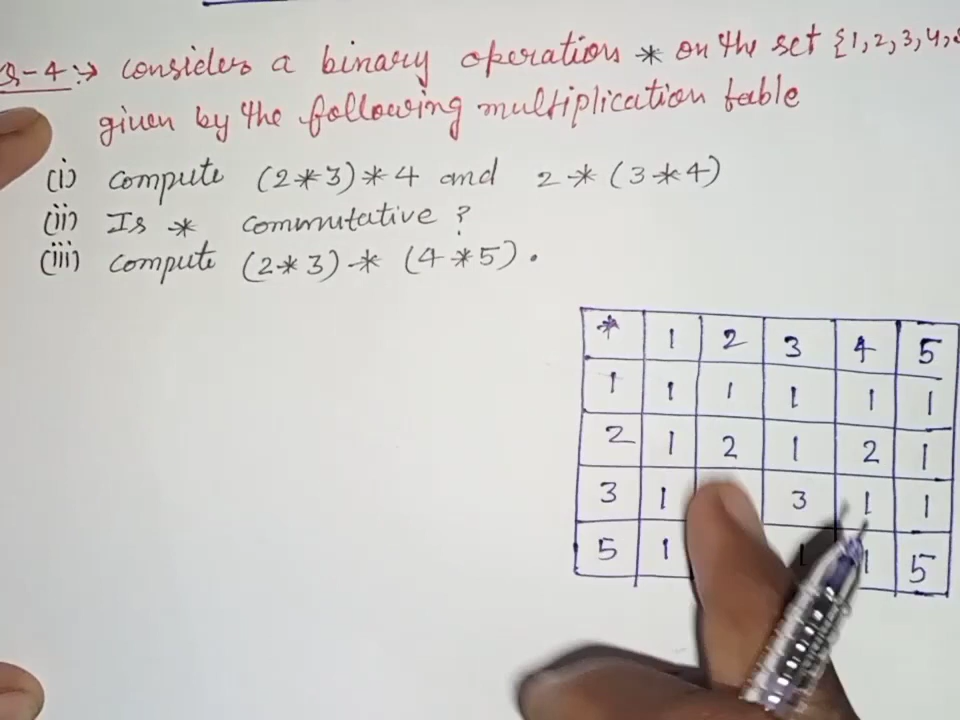 Q-4:→ consider a binary operation * on the set {1,2,3,4,
given by the following multiplication table
(i) compute (2*3)*4 and 2*(3*4)
(ii) Is * commutative?
(iii) compute (2*3)*(4*5).
* 1 2 3 4 5
1 1 1 1 1 1
2 1 2 1 2 1
3 1 3 1 1
5 1 1 1 5